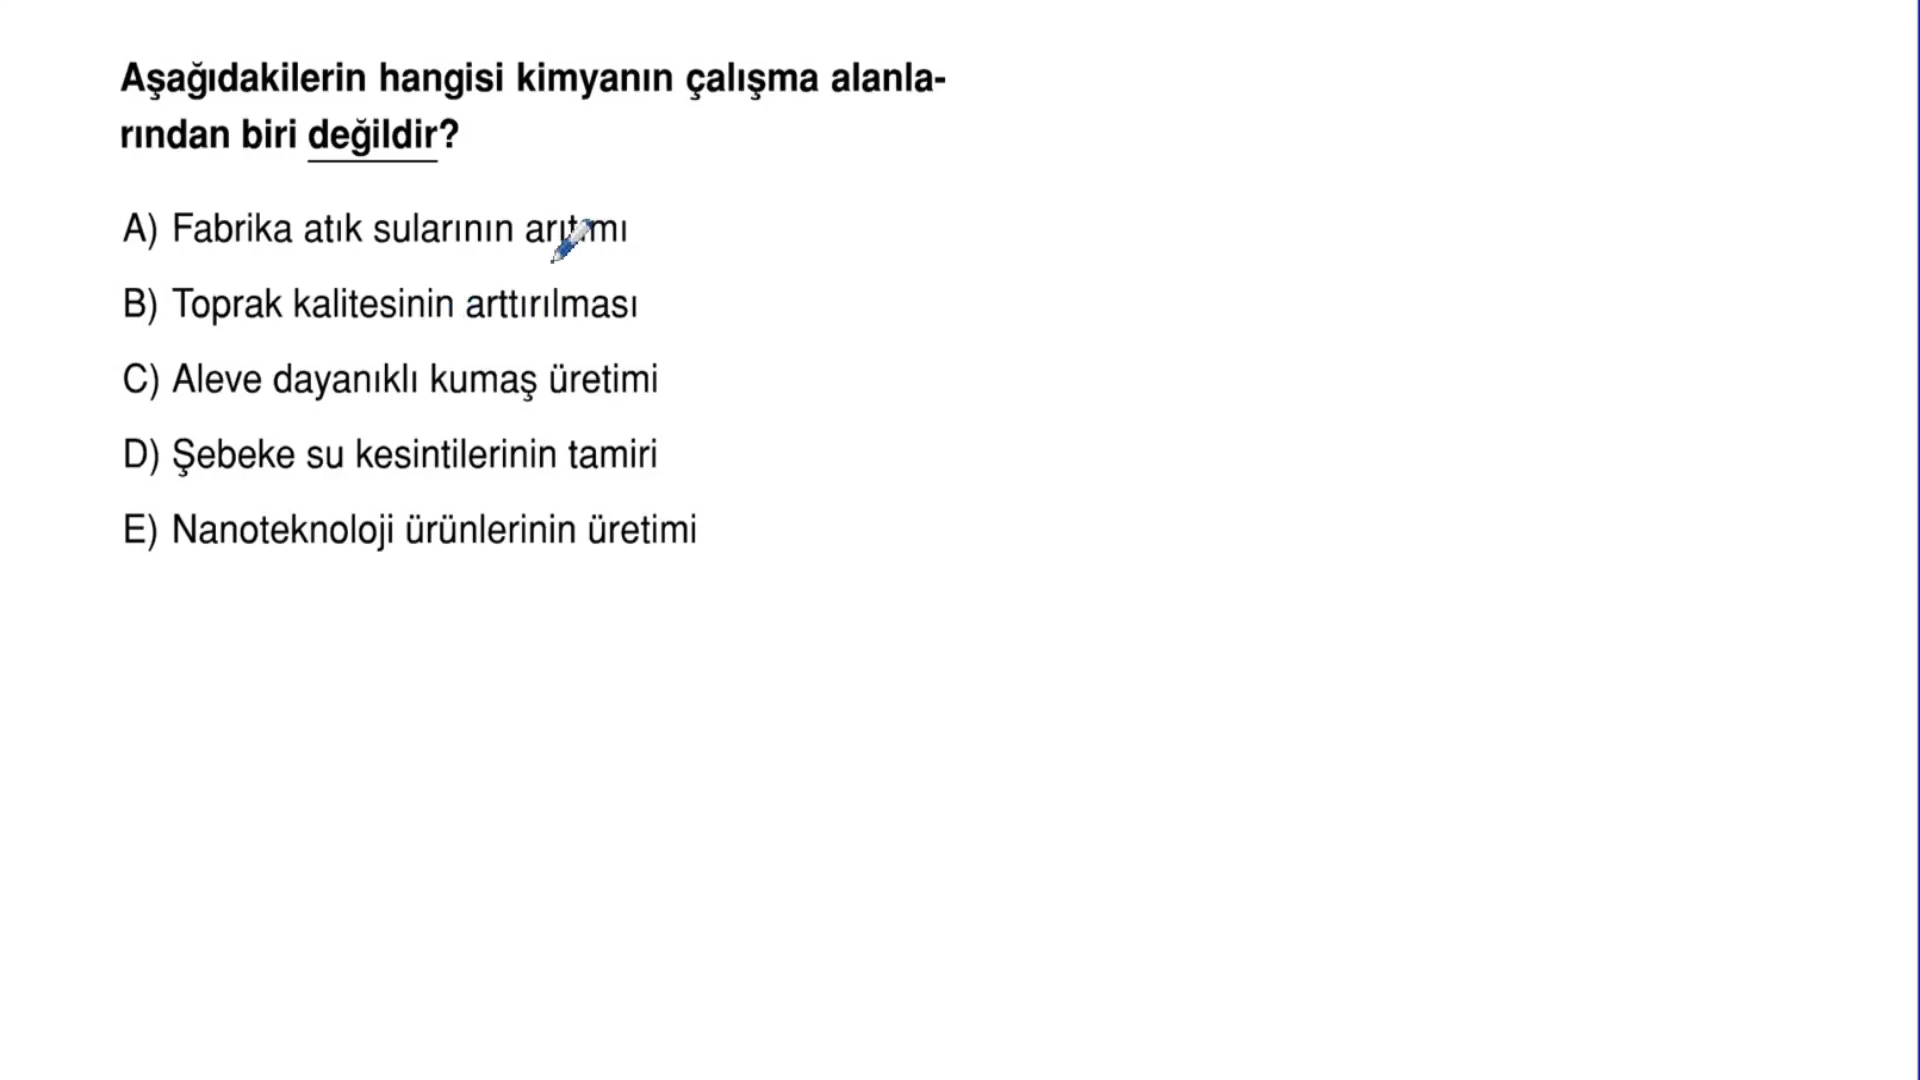 Aşağıdakilerin hangisi kimyanın çalışma alanla-
rından biri değildir?
A) Fabrika atık sularının arıtımı
B) Toprak kalitesinin arttırılması
C) Aleve dayanıklı kumaş üretimi
D) Şebeke su kesintilerinin tamiri
E) Nanoteknoloji ürünlerinin üretimi